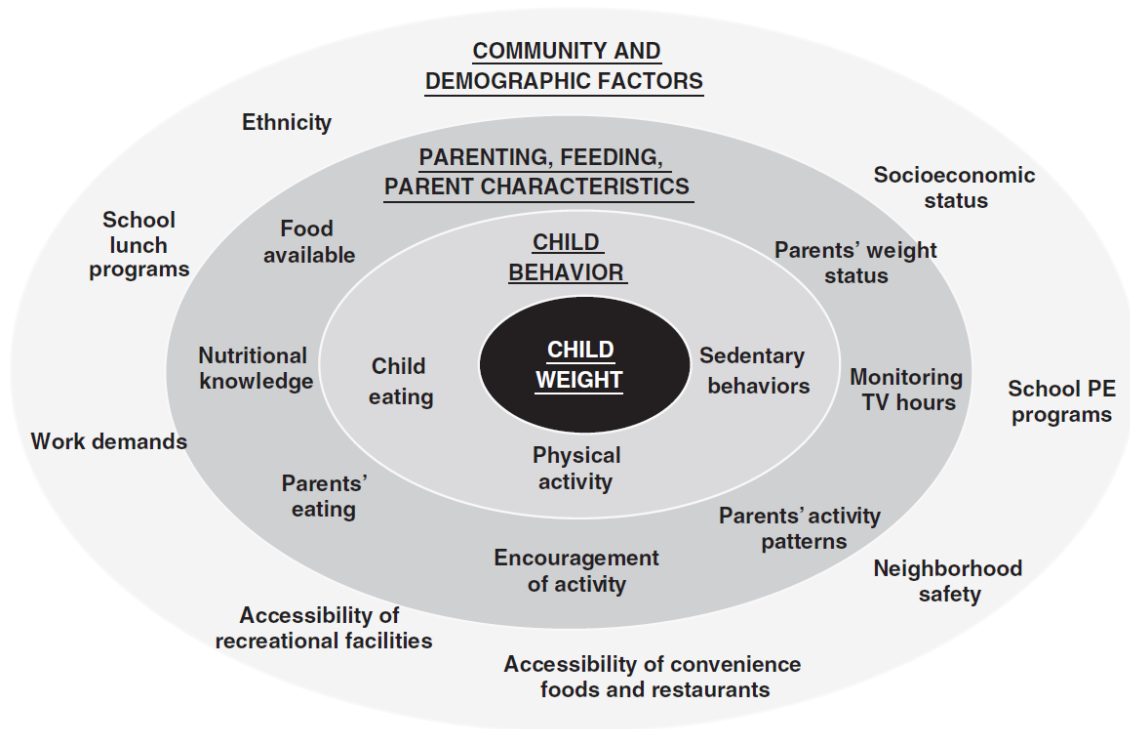 COMMUNITY AND
DEMOGRAPHIC FACTORS
Ethnicity
PARENTING, FEEDING,
PARENT CHARACTERISTICS
Socioeconomic
status
School
lunch
programs
Food
available
CHILD
BEHAVIOR
Parents’ weight
status
Nutritional
knowledge
Child
eating
CHILD
WEIGHT
Sedentary
behaviors
Monitoring
TV hours
School PE
programs
Work demands
Physical
activity
Parents’
eating
Parents’ activity
patterns
Encouragement
of activity
Neighborhood
safety
Accessibility of
recreational facilities
Accessibility of convenience
foods and restaurants